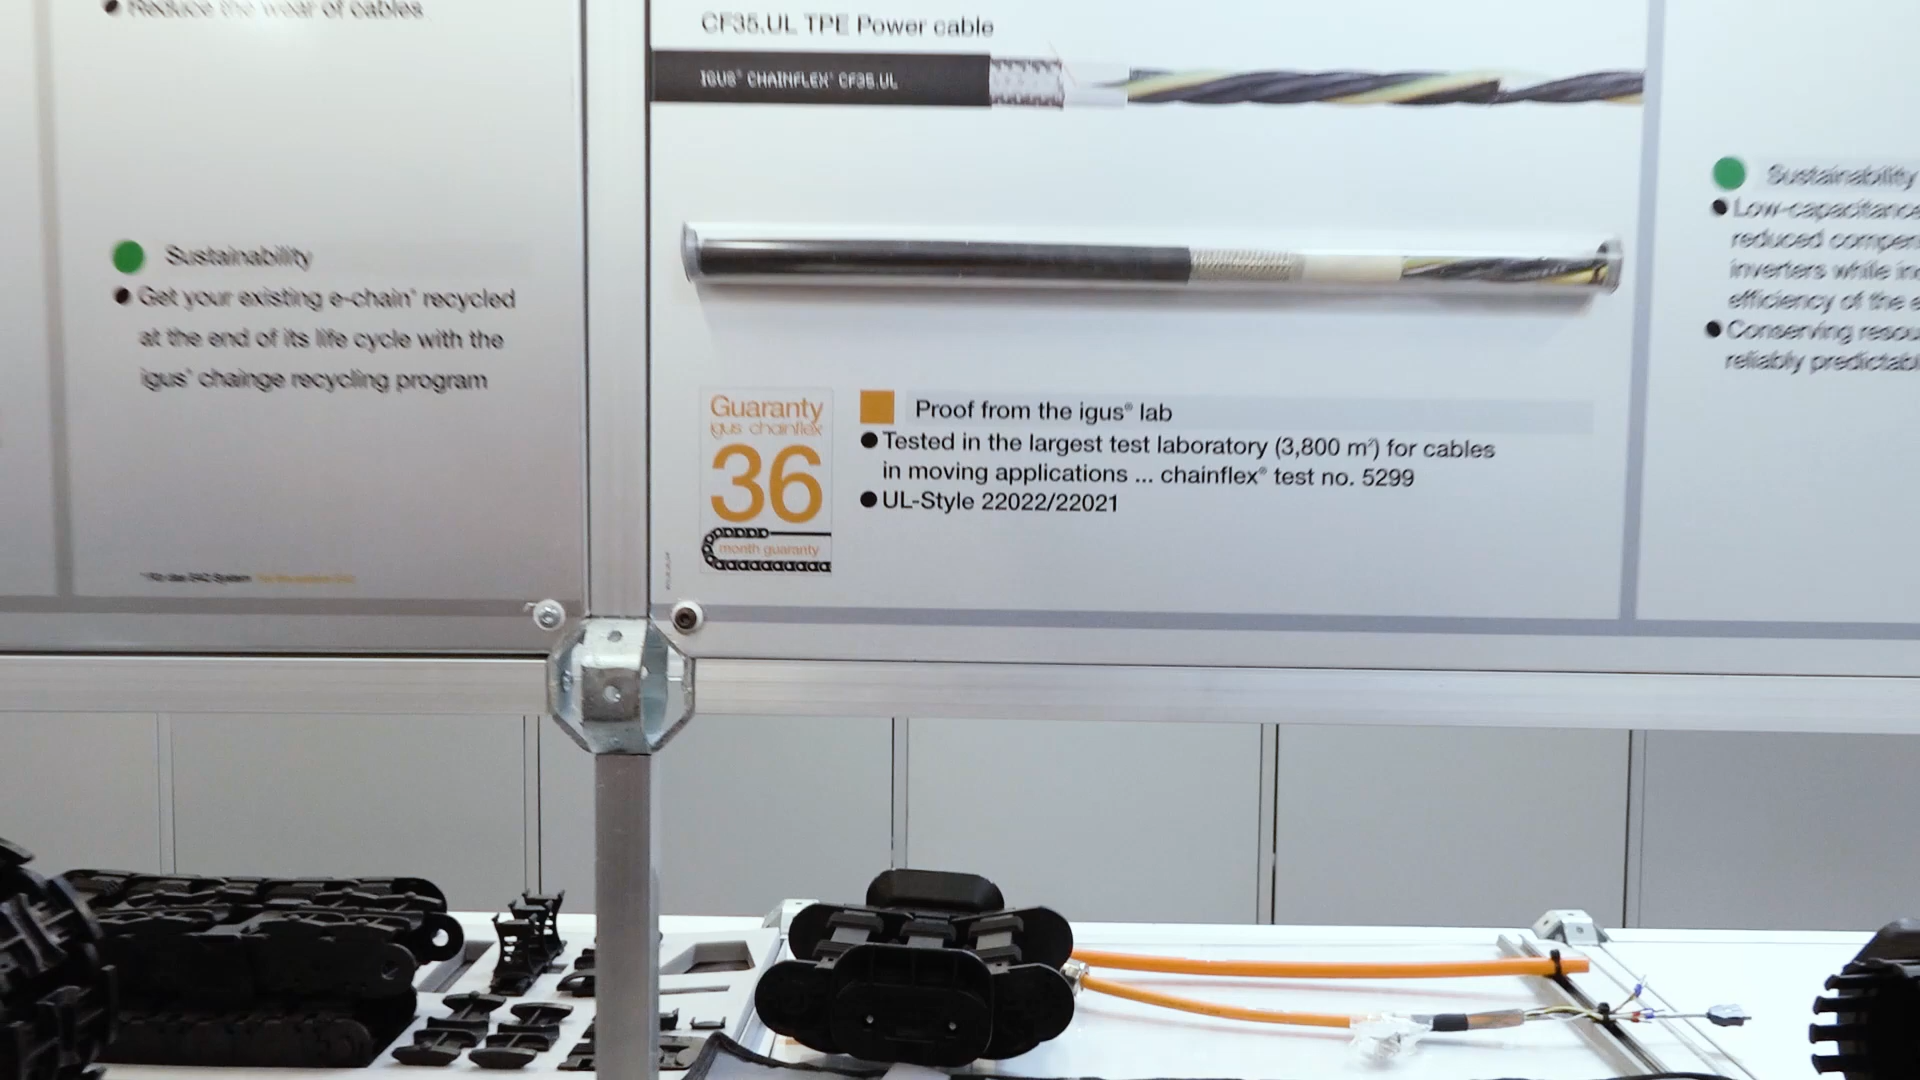 Reduce the wear of cables
Sustainability
Get your existing e-chain® recycled
at the end of its life cycle with the
igus® chainge recycling program
CF35.UL TPE Power cable
IGUS® CHAINFLEX® CF35.UL
Guaranty
igus chainflex
36
month guaranty
Proof from the igus® lab
Tested in the largest test laboratory (3,800 m²) for cables
in moving applications ... chainflex® test no. 5299
UL-Style 22022/22021
Sustainability
Low-capacitance
reduced
inverters while
efficiency of the
Conserving
reliably